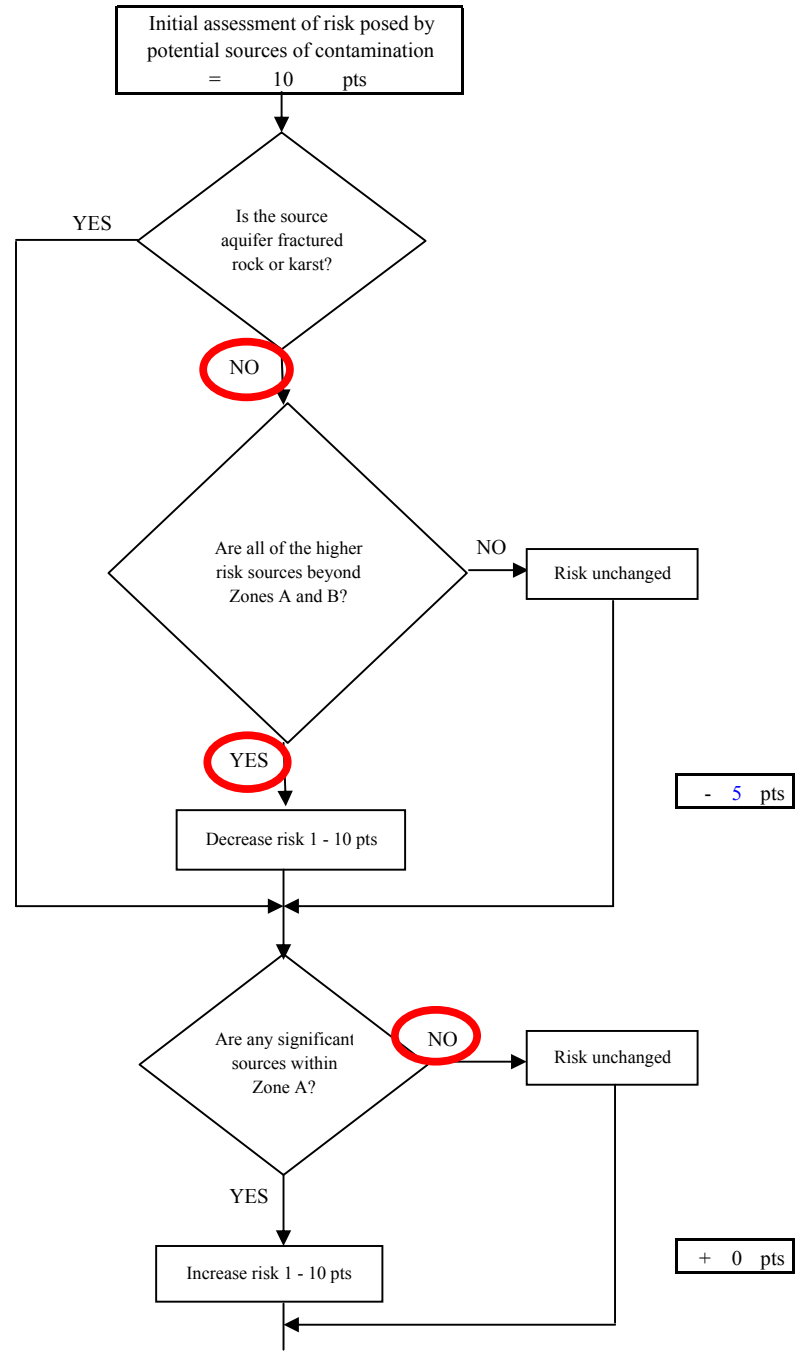 Initial assessment of risk posed by
potential sources of contamination
= 10 pts
YES
Is the source
aquifer fractured
rock or karst?
NO
Are all of the higher
risk sources beyond
Zones A and B?
NO
Risk unchanged
YES
- 5 pts
Decrease risk 1 - 10 pts
Are any significant
sources within
Zone A?
NO
Risk unchanged
YES
+ 0 pts
Increase risk 1 - 10 pts